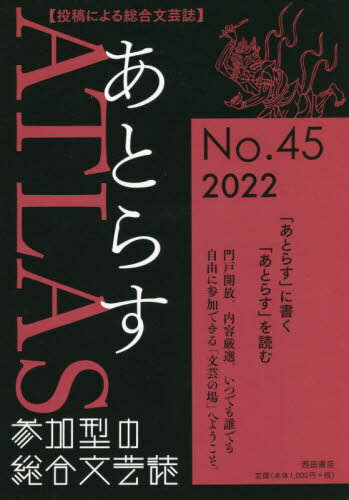 【投稿による総合文芸誌】
ATLAS
あとらす
No.45
2022
「あとらす」に書く
「あとらす」を読む
門戸開放。内容厳選。いつでも誰でも
自由に参加できる「文芸の場」へようこそ。
参加型の
総合文芸誌
西田書店
定価(本体1,000円+税)